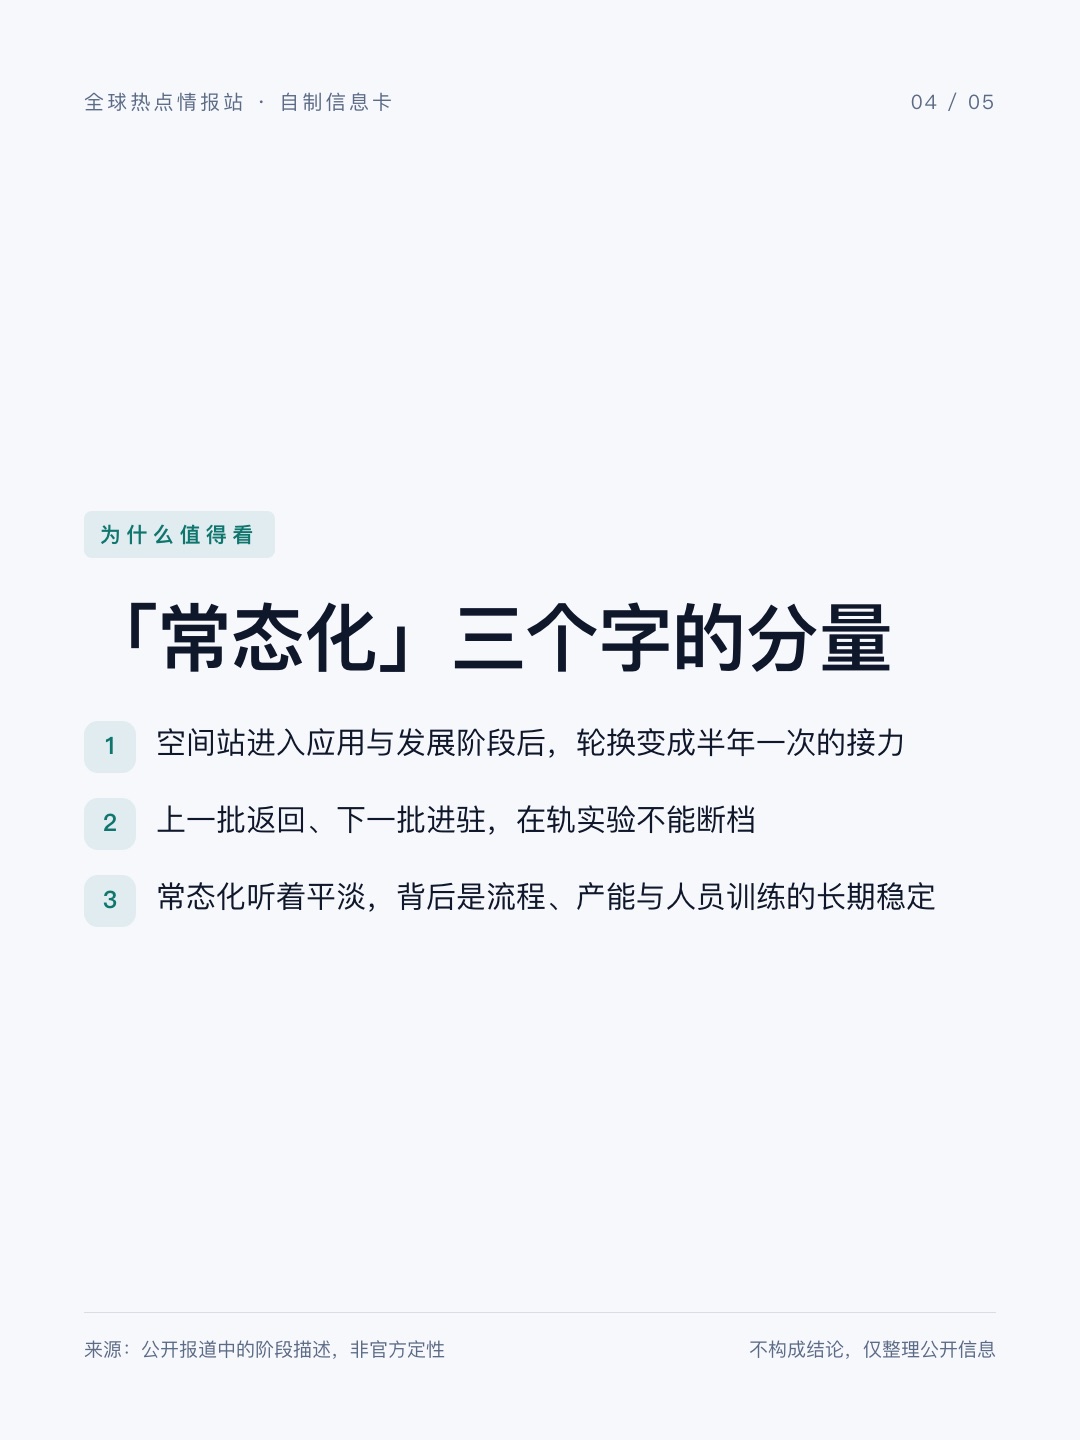 全球热点情报站 · 自制信息卡
04 / 05
为什么值得看
「常态化」三个字的分量
1 空间站进入应用与发展阶段后，轮换变成半年一次的接力
2 上一批返回、下一批进驻，在轨实验不能断档
3 常态化听着平淡，背后是流程、产能与人员训练的长期稳定
来源：公开报道中的阶段描述，非官方定性
不构成结论，仅整理公开信息